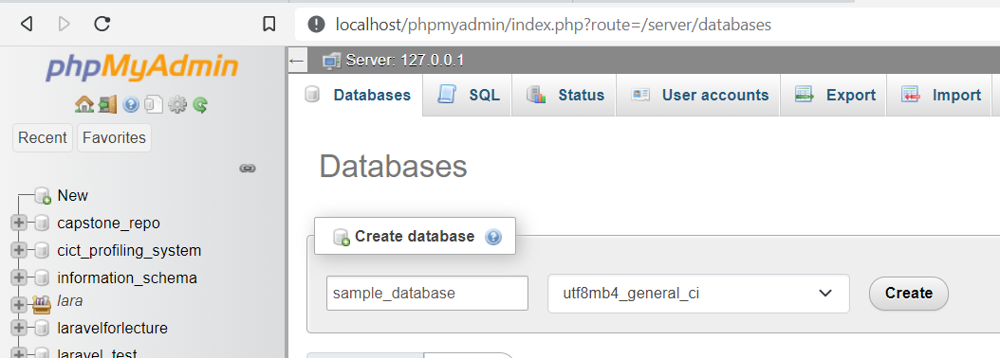 localhost/phpmyadmin/index.php?route=/server/databases
phpMyAdmin
Server: 127.0.0.1
Databases SQL Status User accounts Export Import
Recent Favorites
Databases
New
capstone_repo
cict_profiling_system
information_schema
lara
laravelforlecture
laravel_test
Create database
sample_database utf8mb4_general_ci Create